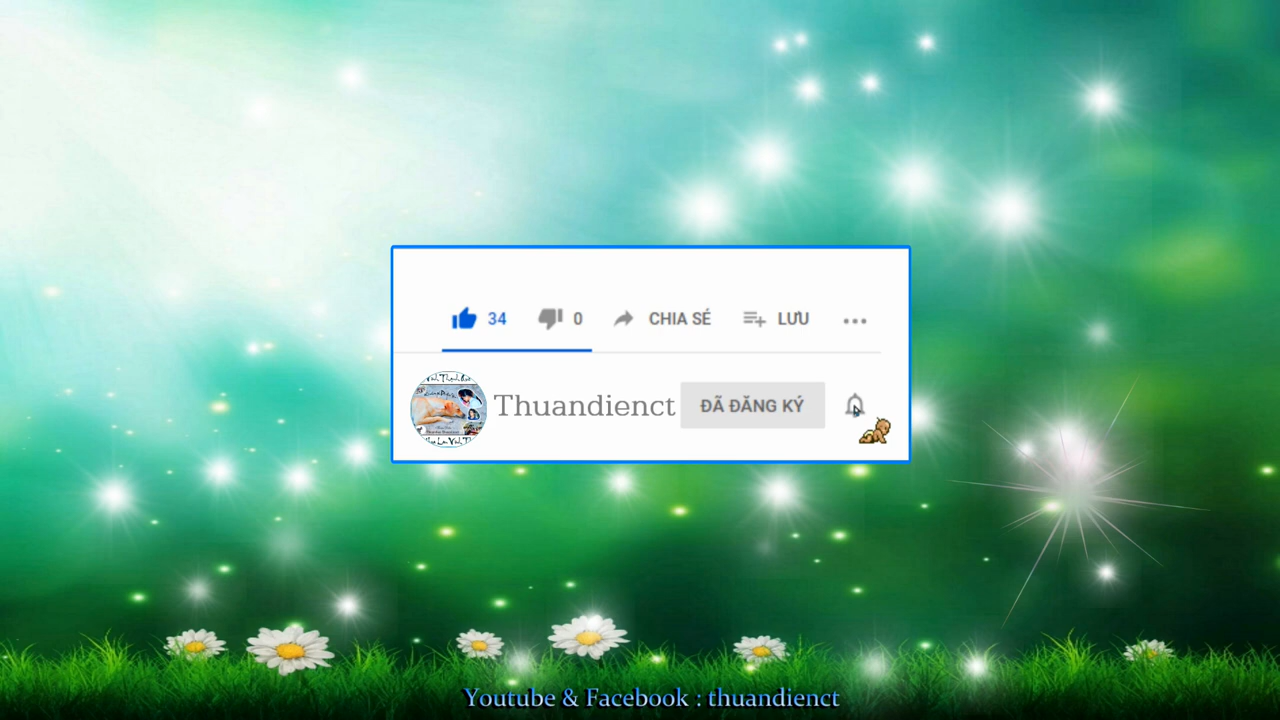 34 0 CHIA SẺ LƯU
Thuandienct ĐÃ ĐĂNG KÝ
Youtube & Facebook : thuandienct